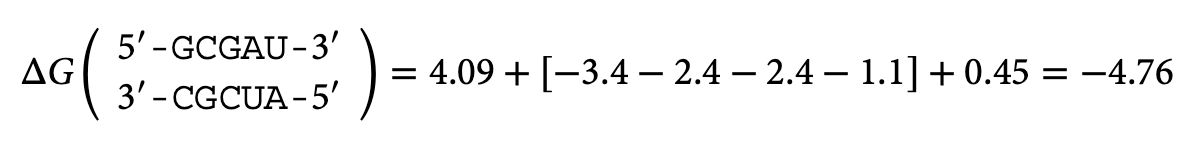 ΔG( 5′-GCGAU-3′
3′-CGCUA-5′ ) = 4.09 + [−3.4 − 2.4 − 2.4 − 1.1] + 0.45 = −4.76